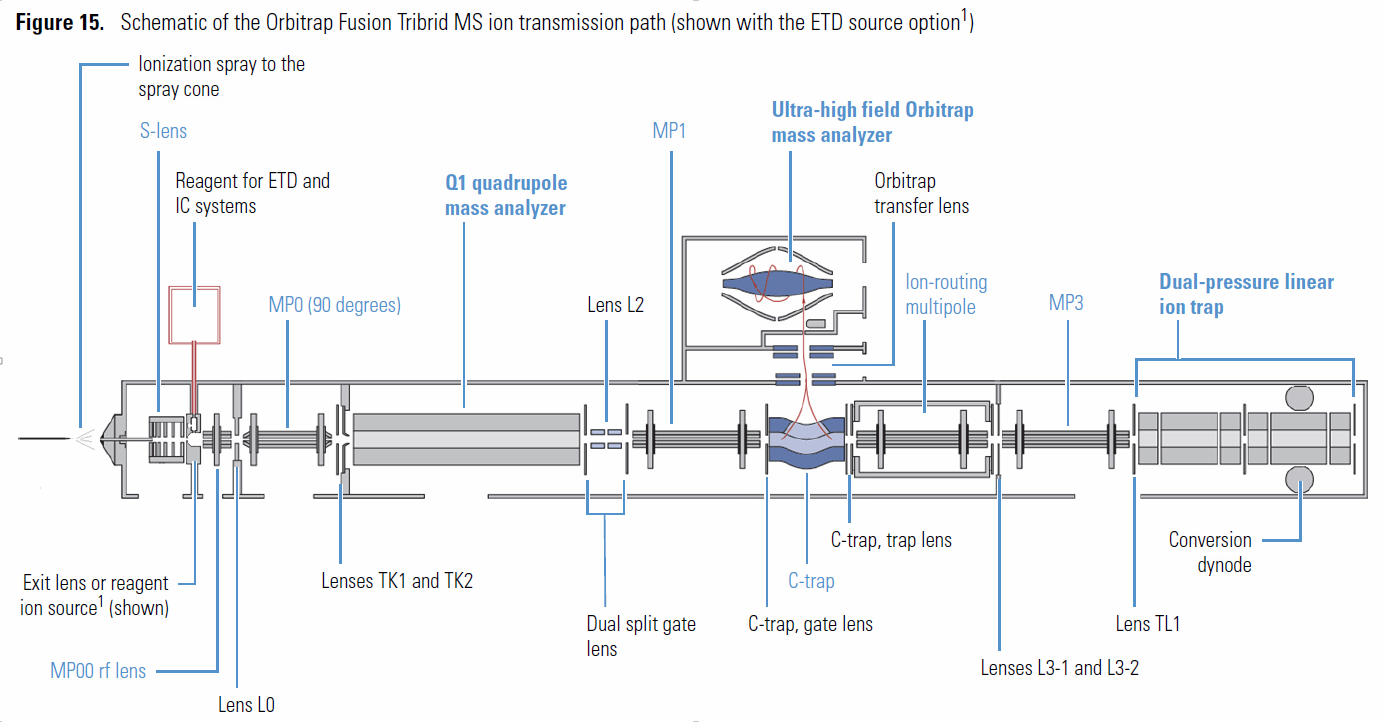 Figure 15. Schematic of the Orbitrap Fusion Tribrid MS ion transmission path (shown with the ETD source option1)
Ionization spray to the
spray cone
S-lens
Reagent for ETD and
IC systems
MP0 (90 degrees)
Q1 quadrupole
mass analyzer
Lens L2
MP1
Ultra-high field Orbitrap
mass analyzer
Orbitrap
transfer lens
Ion-routing
multipole
MP3
Dual-pressure linear
ion trap
Exit lens or reagent
ion source1 (shown)
MP00 rf lens
Lens L0
Lenses TK1 and TK2
Dual split gate
lens
C-trap, gate lens
C-trap
C-trap, trap lens
Lenses L3-1 and L3-2
Lens TL1
Conversion
dynode